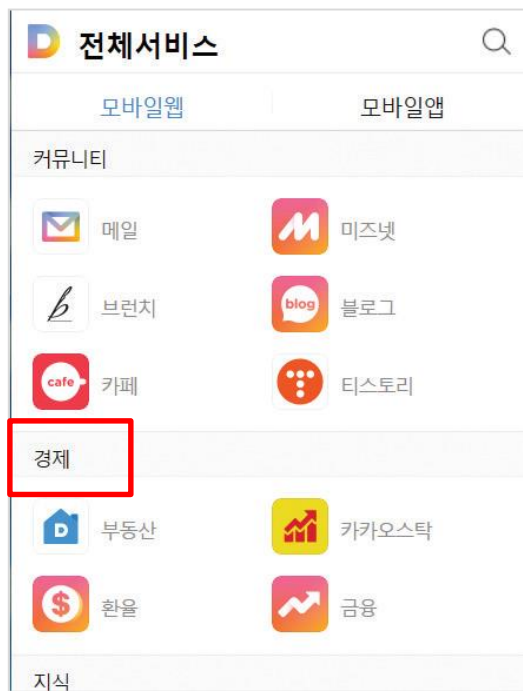 D 전체서비스
모바일웹 모바일앱
커뮤니티
메일 미즈넷
b 브런치 blog 블로그
cafe 카페 티스토리
경제
D 부동산 카카오스탁
$ 환율 금융
지식